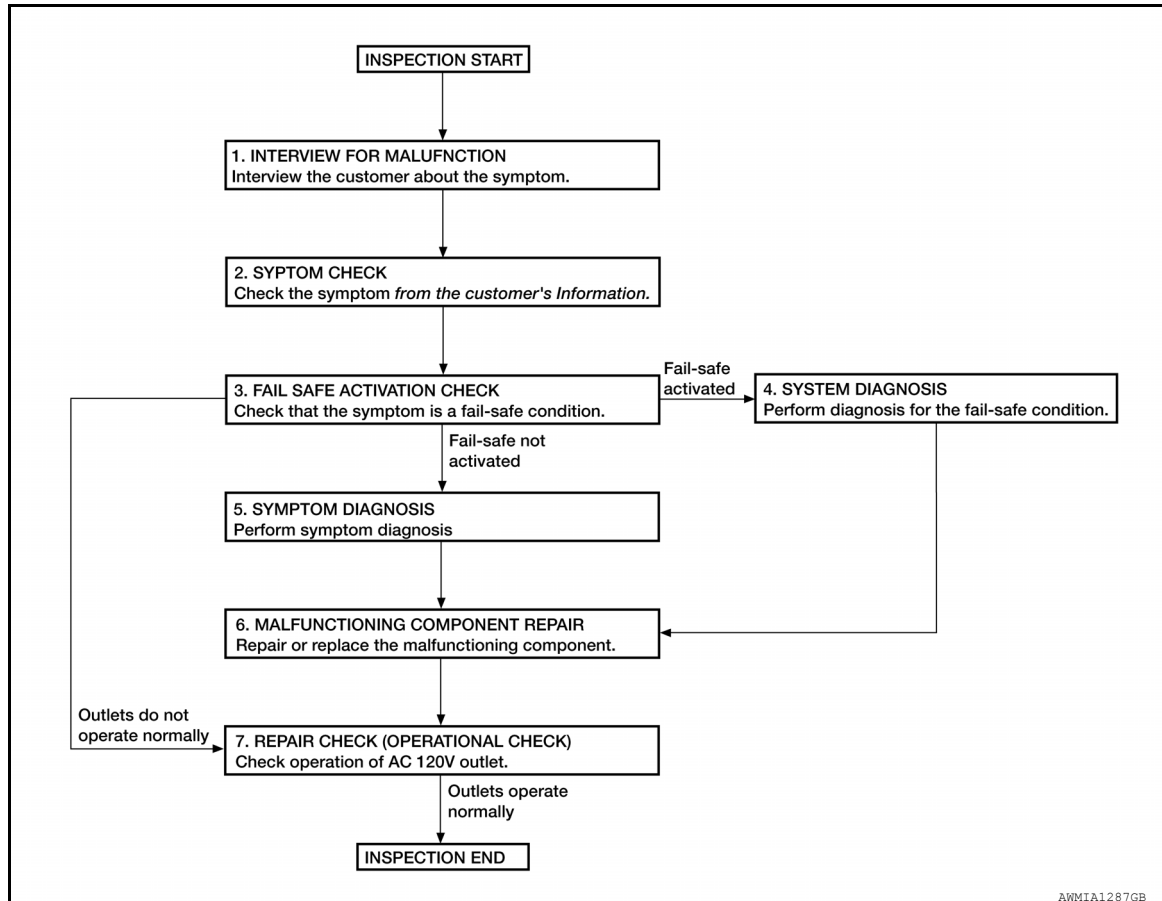 INSPECTION START
1. INTERVIEW FOR MALUFNCTION
Interview the customer about the symptom.
2. SYPTOM CHECK
Check the symptom from the customer's Information.
3. FAIL SAFE ACTIVATION CHECK
Check that the symptom is a fail-safe condition.
Fail-safe
activated
4. SYSTEM DIAGNOSIS
Perform diagnosis for the fail-safe condition.
Fail-safe not
activated
5. SYMPTOM DIAGNOSIS
Perform symptom diagnosis
6. MALFUNCTIONING COMPONENT REPAIR
Repair or replace the malfunctioning component.
Outlets do not
operate normally
7. REPAIR CHECK (OPERATIONAL CHECK)
Check operation of AC 120V outlet.
Outlets operate
normally
INSPECTION END
AWMIA1287GB